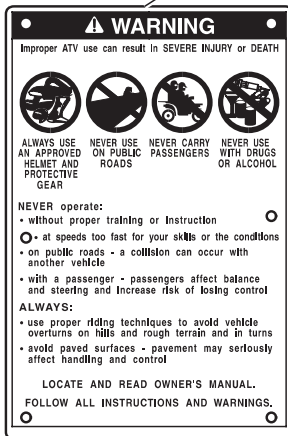 WARNING
Improper ATV use can result in SEVERE INJURY or DEATH
ALWAYS USE AN APPROVED HELMET AND PROTECTIVE GEAR
NEVER USE ON PUBLIC ROADS
NEVER CARRY PASSENGERS
NEVER USE WITH DRUGS OR ALCOHOL
NEVER operate:
• without proper training or instruction
• at speeds too fast for your skills or the conditions
• on public roads - a collision can occur with
another vehicle
• with a passenger - passengers affect balance
and steering and increase risk of losing control
ALWAYS:
• use proper riding techniques to avoid vehicle
overturns on hills and rough terrain and in turns
• avoid paved surfaces - pavement may seriously
affect handling and control
LOCATE AND READ OWNER'S MANUAL.
FOLLOW ALL INSTRUCTIONS AND WARNINGS.